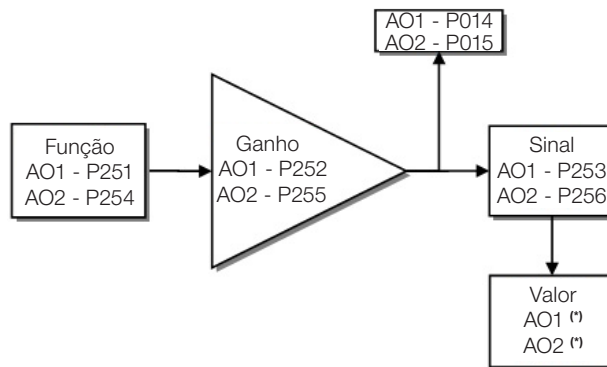 AO1 - P014
AO2 - P015
Função
AO1 - P251
AO2 - P254
Ganho
AO1 - P252
AO2 - P255
Sinal
AO1 - P253
AO2 - P256
Valor
AO1 (*)
AO2 (*)